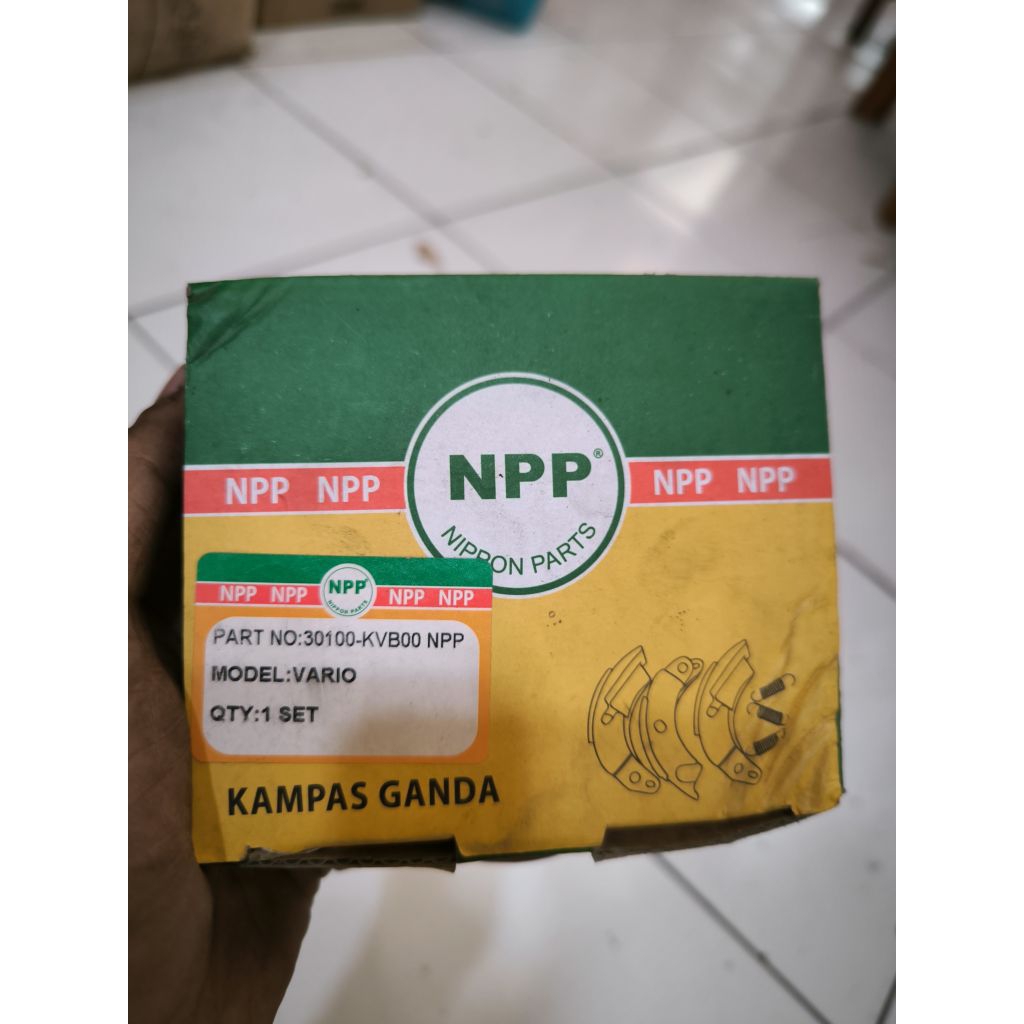 NPP NPP
NPP®
NIPPON PARTS
NPP NPP
NPP NPP
NPP
NIPPON PARTS
NPP NPP
PART NO:30100-KVB00 NPP
MODEL:VARIO
QTY:1 SET
KAMPAS GANDA